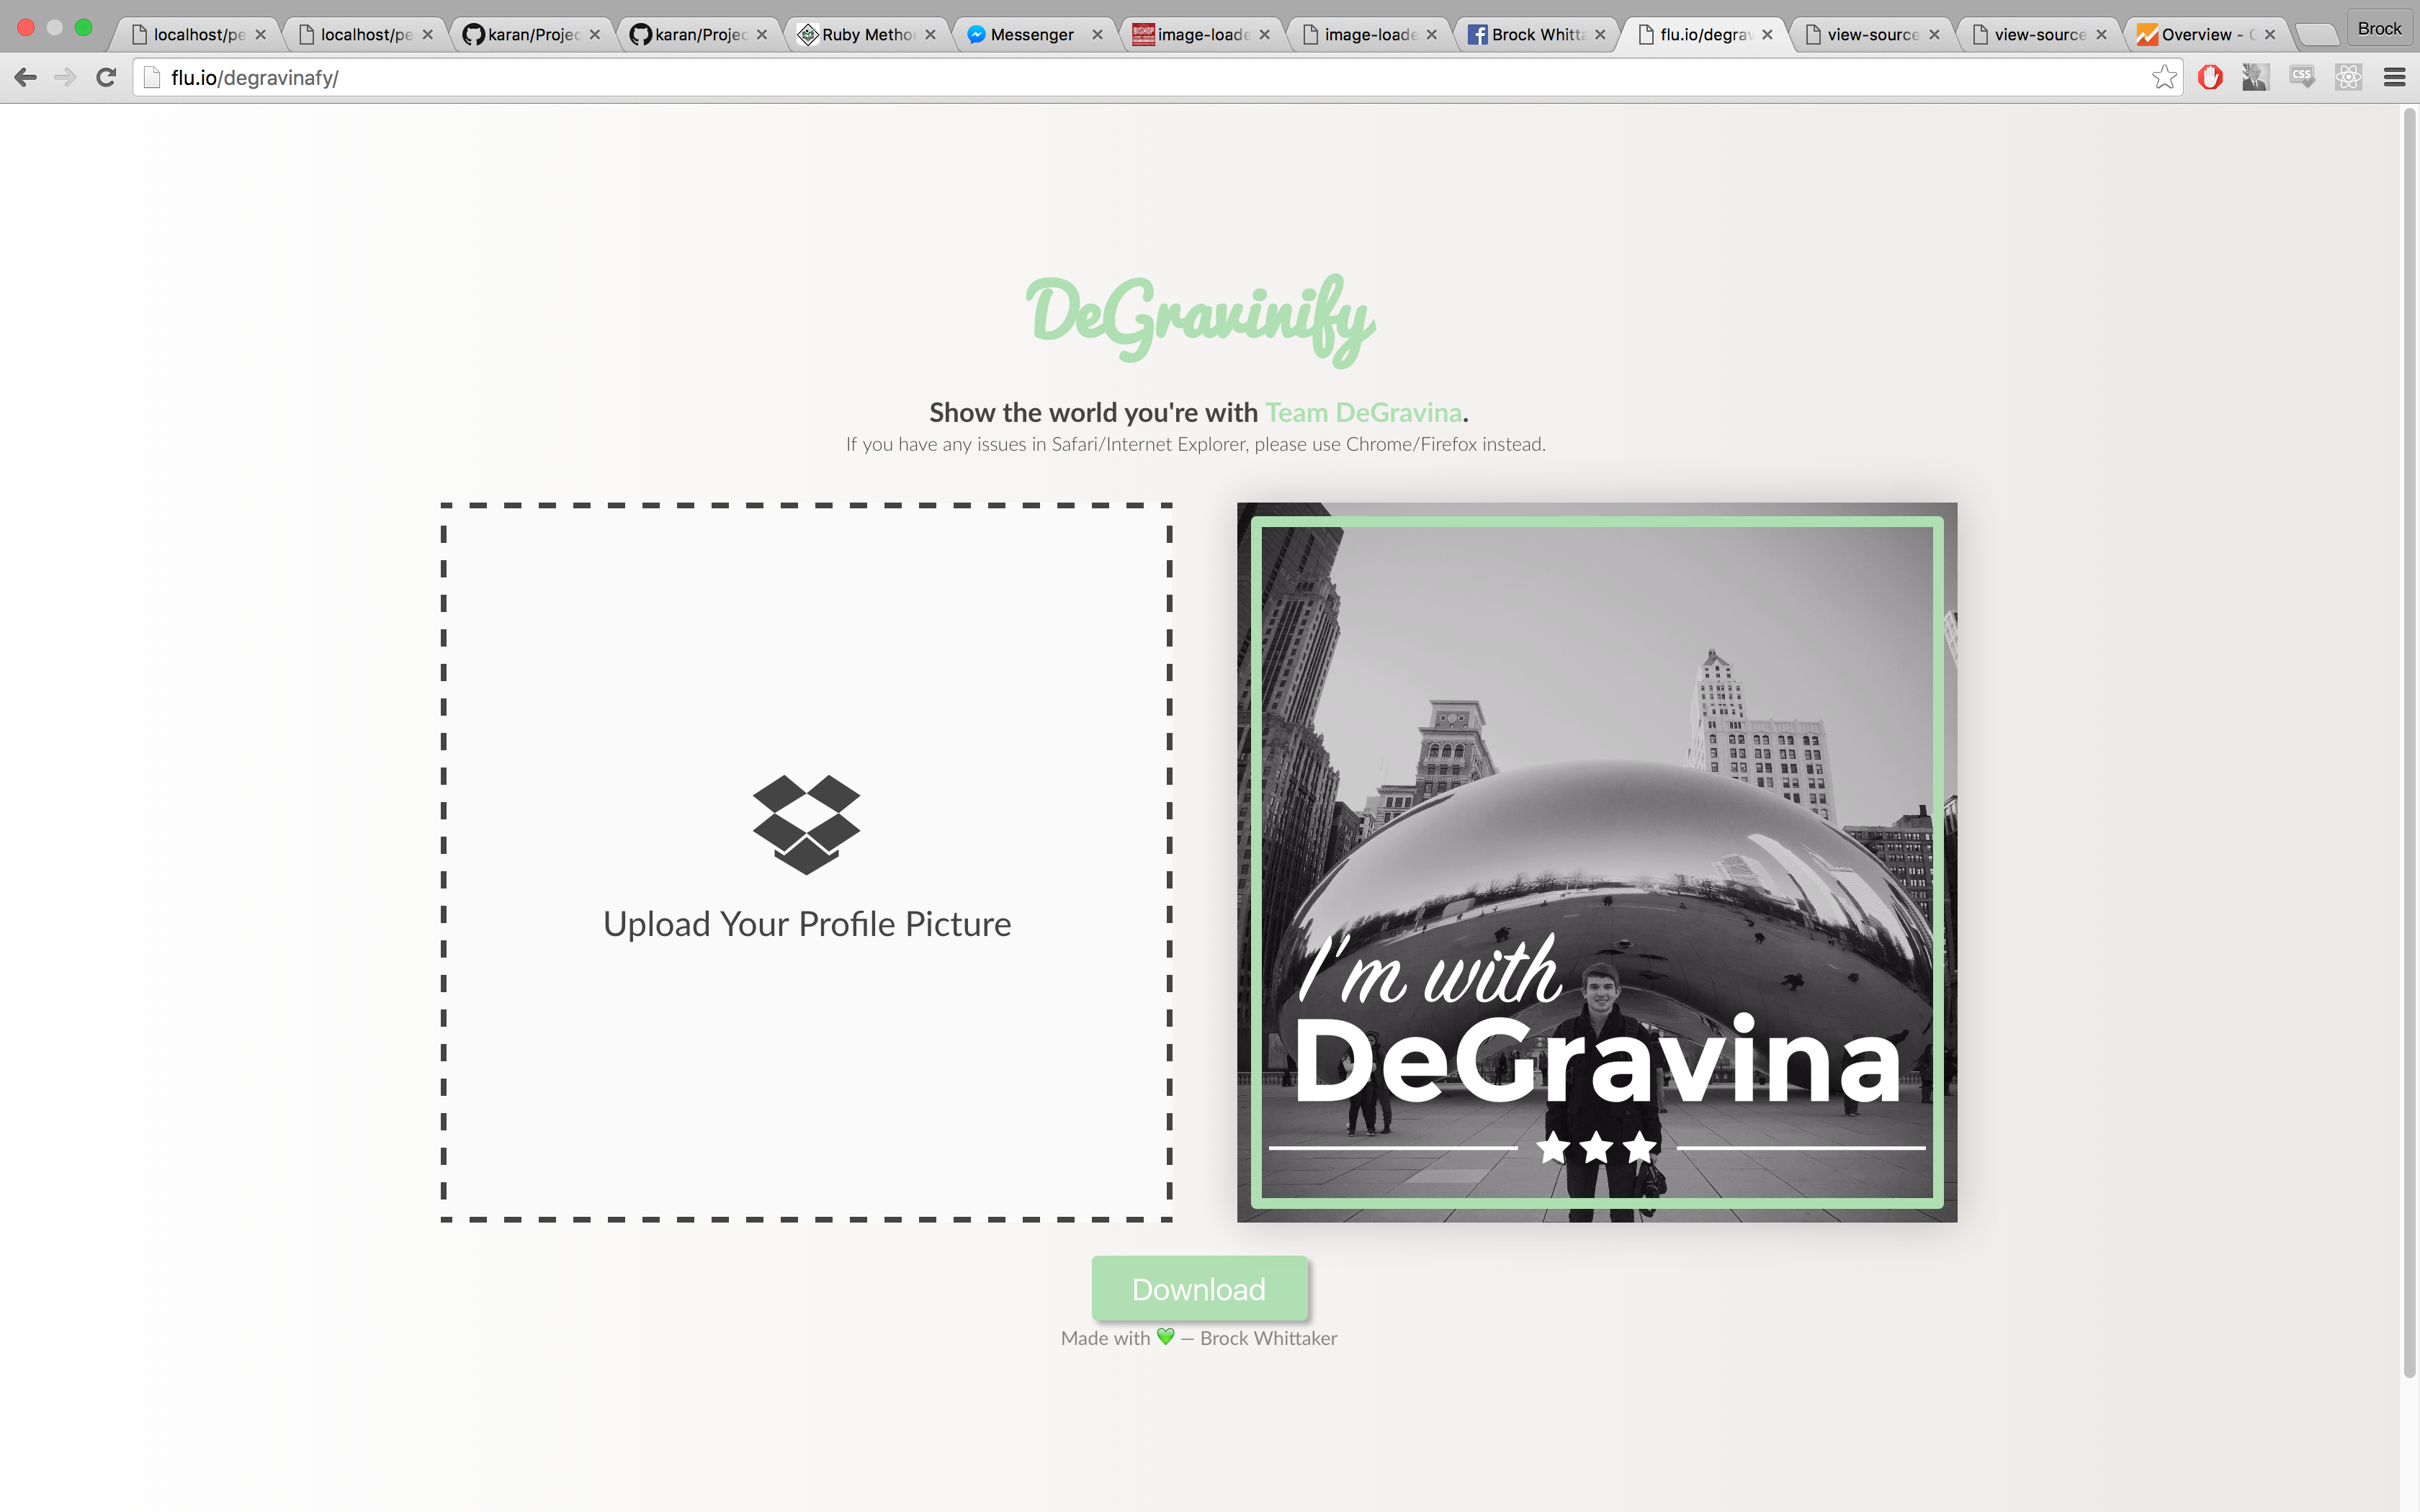 localhost/pe
localhost/pe
karan/Projec
karan/Projec
Ruby Metho
Messenger
image-loade
image-loade
Brock Whitta
flu.io/degrav
view-source
view-source
Overview -
Brock
flu.io/degravinafy/
CSS
DeGravinify
Show the world you're with Team DeGravina.
If you have any issues in Safari/Internet Explorer, please use Chrome/Firefox instead.
Upload Your Profile Picture
I'm with
DeGravina
Download
Made with 💚 — Brock Whittaker